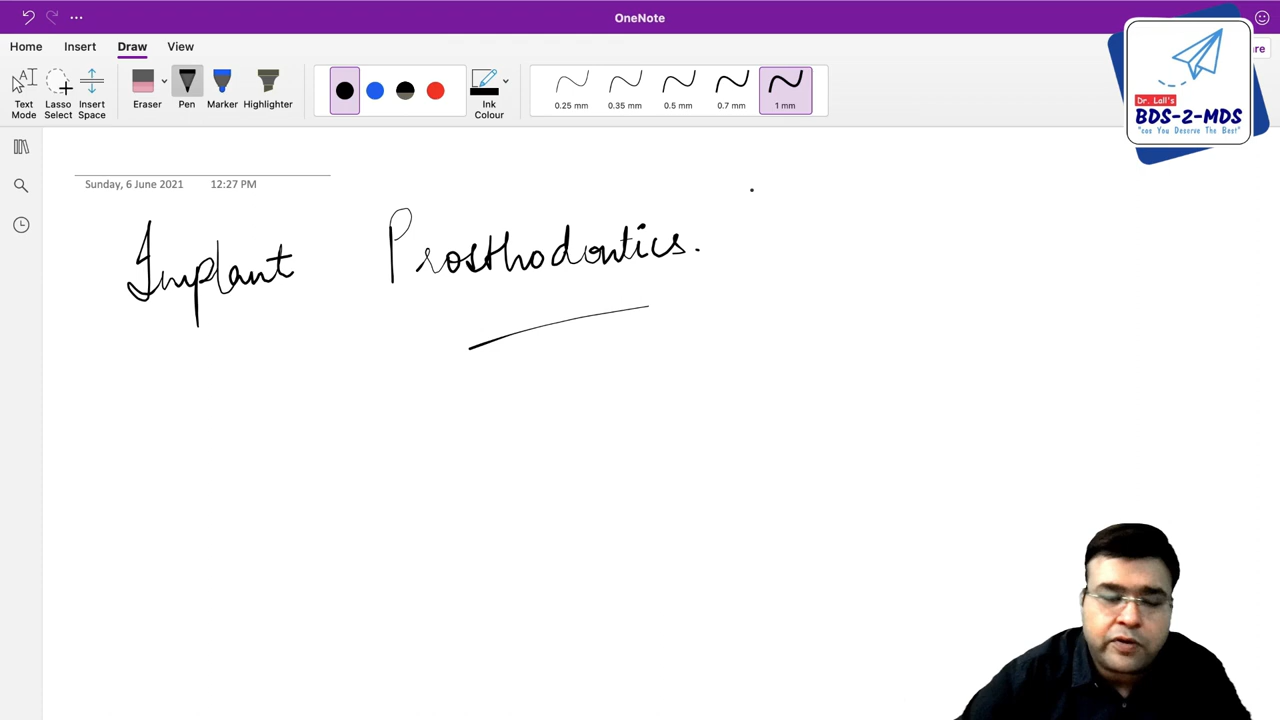 OneNote
Home Insert Draw View
re
Text Mode
Lasso Select
Insert Space
Eraser
Pen
Marker
Highlighter
Ink Colour
0.25 mm
0.35 mm
0.5 mm
0.7 mm
1 mm
Dr. Lall's
BDS-2-MDS
"cos You Deserve The Best"
Sunday, 6 June 2021 12:27 PM
Implant Prosthodontics.